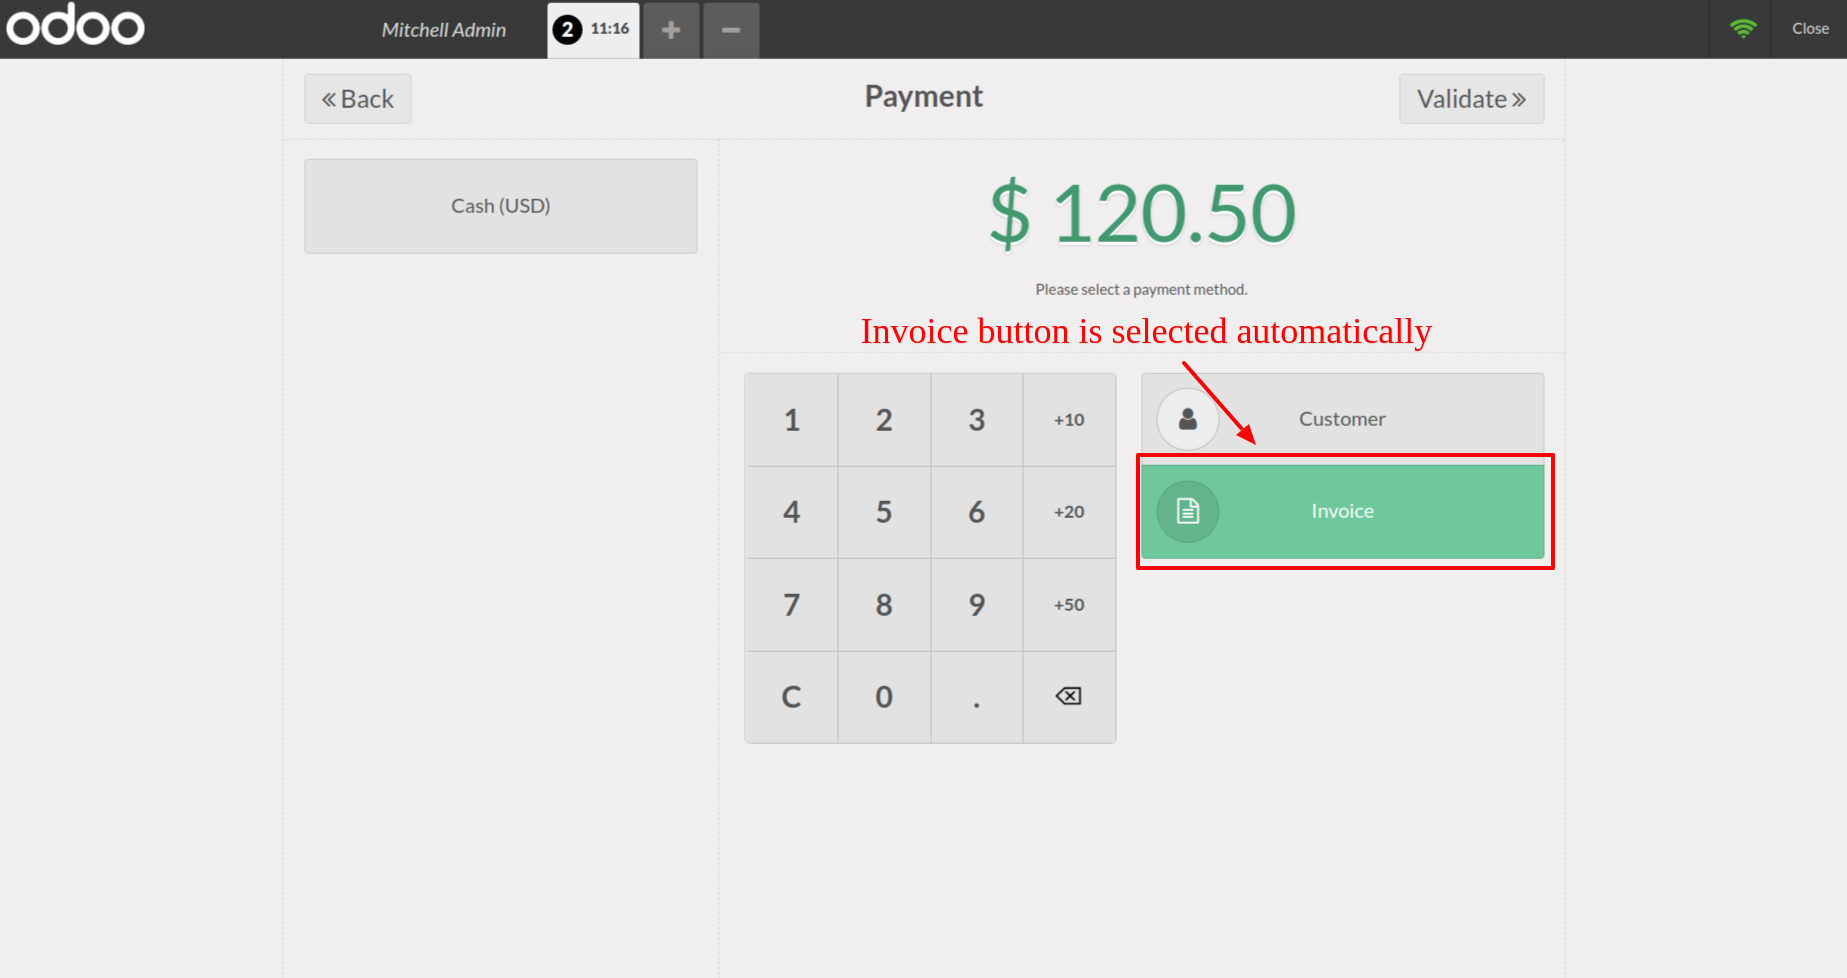 odoo
Mitchell Admin
2 11:16
Close
Back
Payment
Validate
Cash (USD)
$ 120.50
Please select a payment method.
Invoice button is selected automatically
1 2 3 +10
4 5 6 +20
7 8 9 +50
C 0 .
Customer
Invoice